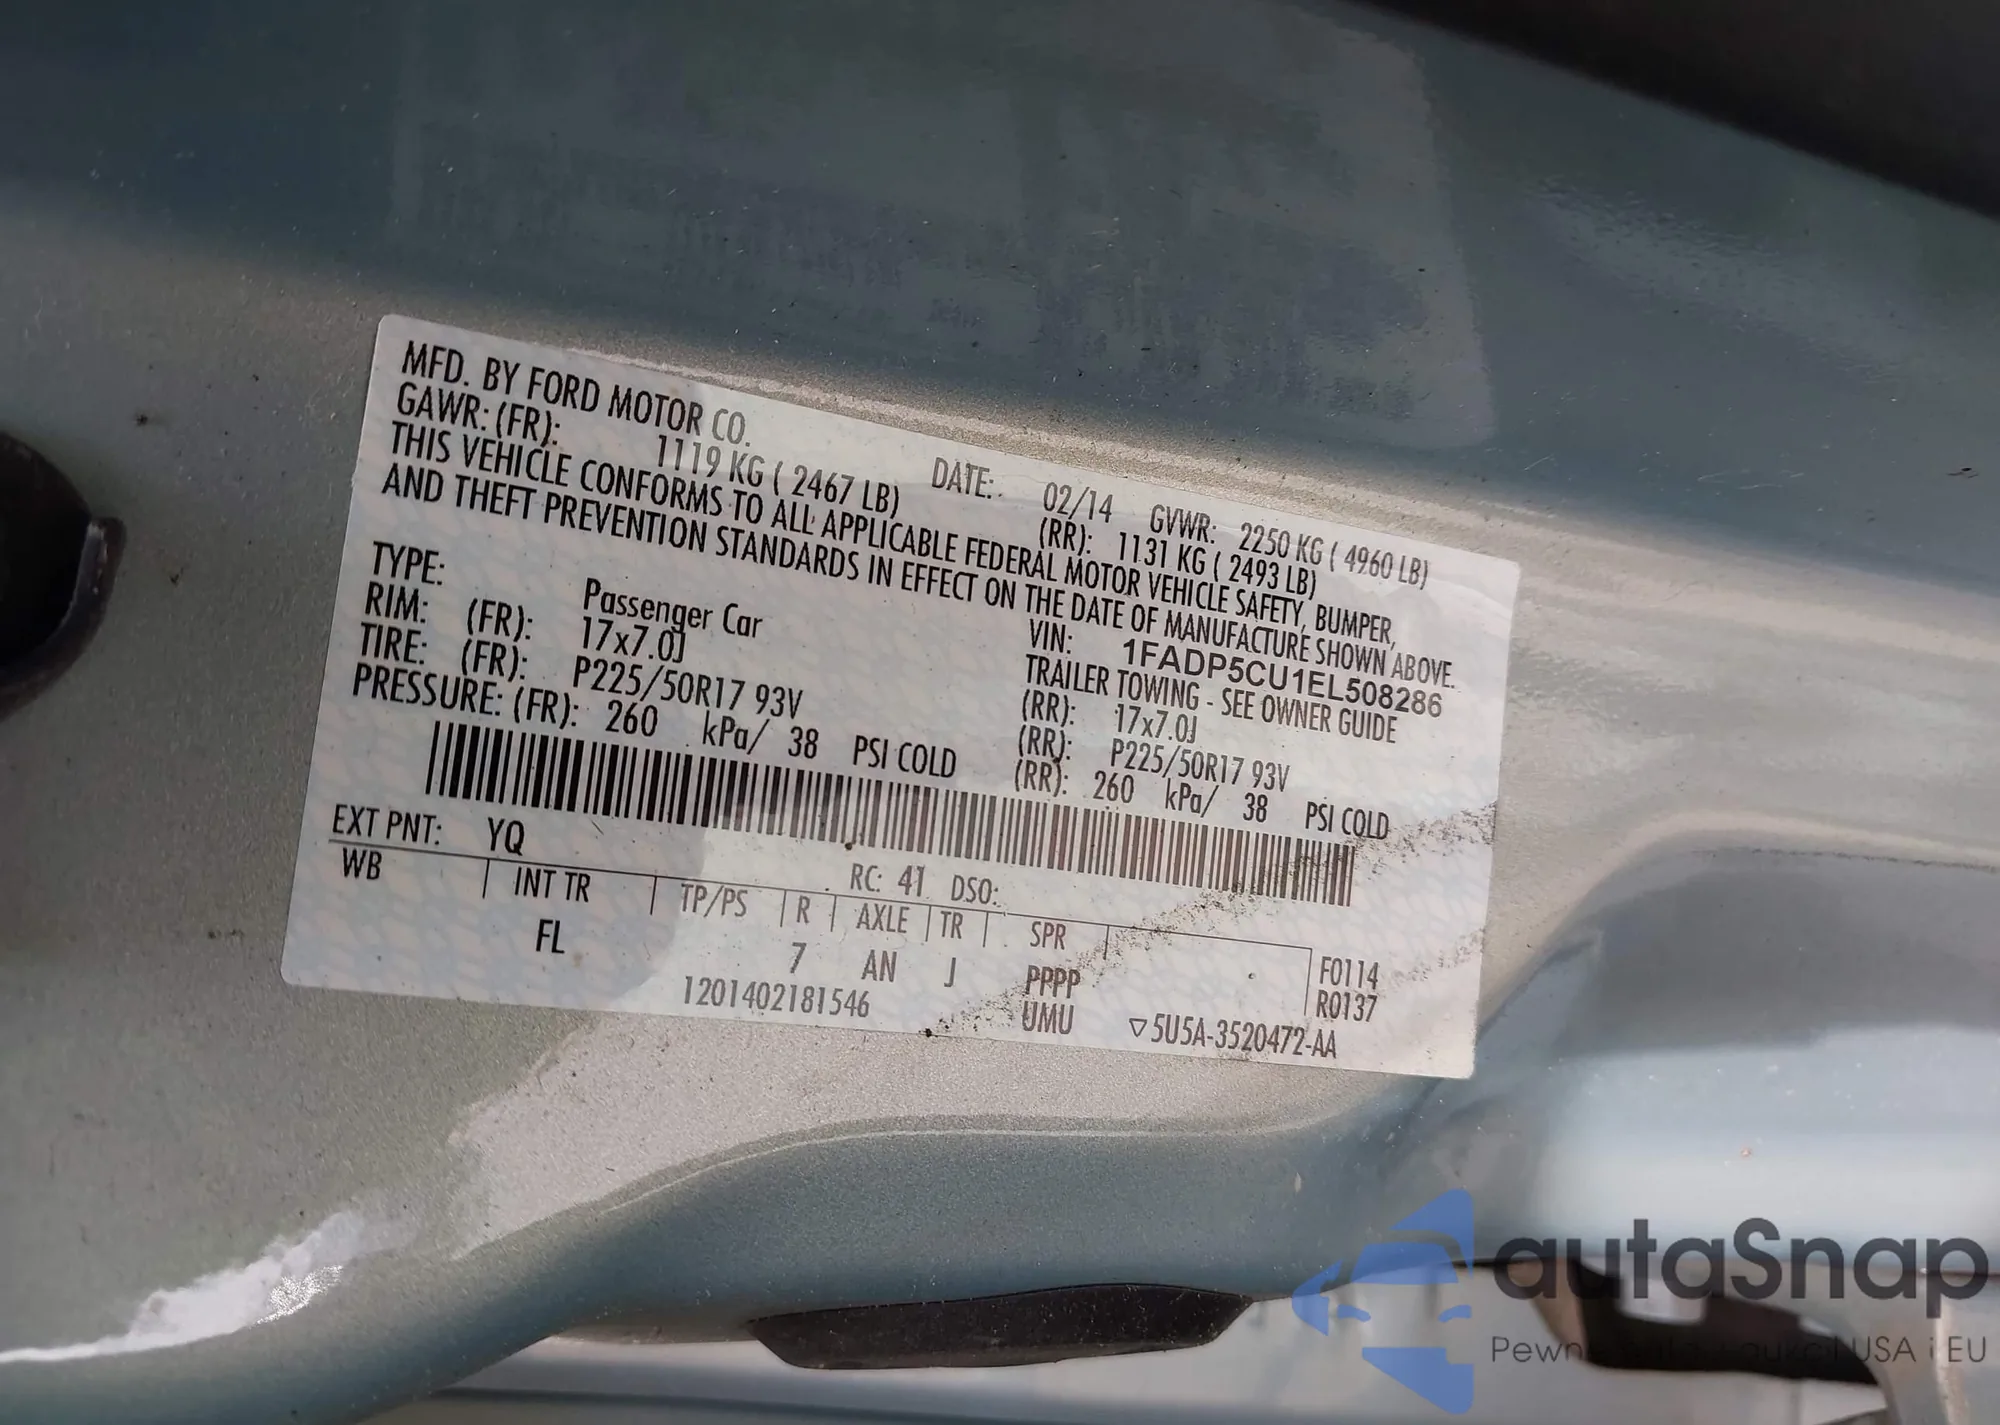 MFD. BY FORD MOTOR CO. DATE: 02/14 GVWR: 2250 KG ( 4960 LB)
GAWR: (FR): 1119 KG ( 2467 LB) (RR): 1131 KG ( 2493 LB)
THIS VEHICLE CONFORMS TO ALL APPLICABLE FEDERAL MOTOR VEHICLE SAFETY, BUMPER,
AND THEFT PREVENTION STANDARDS IN EFFECT ON THE DATE OF MANUFACTURE SHOWN ABOVE.
VIN: 1FADP5CU1EL508286
TYPE: Passenger Car TRAILER TOWING - SEE OWNER GUIDE
RIM: (FR): 17x7.0J (RR): 17x7.0J
TIRE: (FR): P225/50R17 93V (RR): P225/50R17 93V
PRESSURE: (FR): 260 kPa/ 38 PSI COLD (RR): 260 kPa/ 38 PSI COLD
EXT PNT: YQ RC: 41 DSO:
WB INT TR TP/PS R AXLE TR SPR F0114
FL 7 AN J PPPP R0137
1201402181546 UMU ▽5U5A-3520472-AA
autaSnap
USA i EU